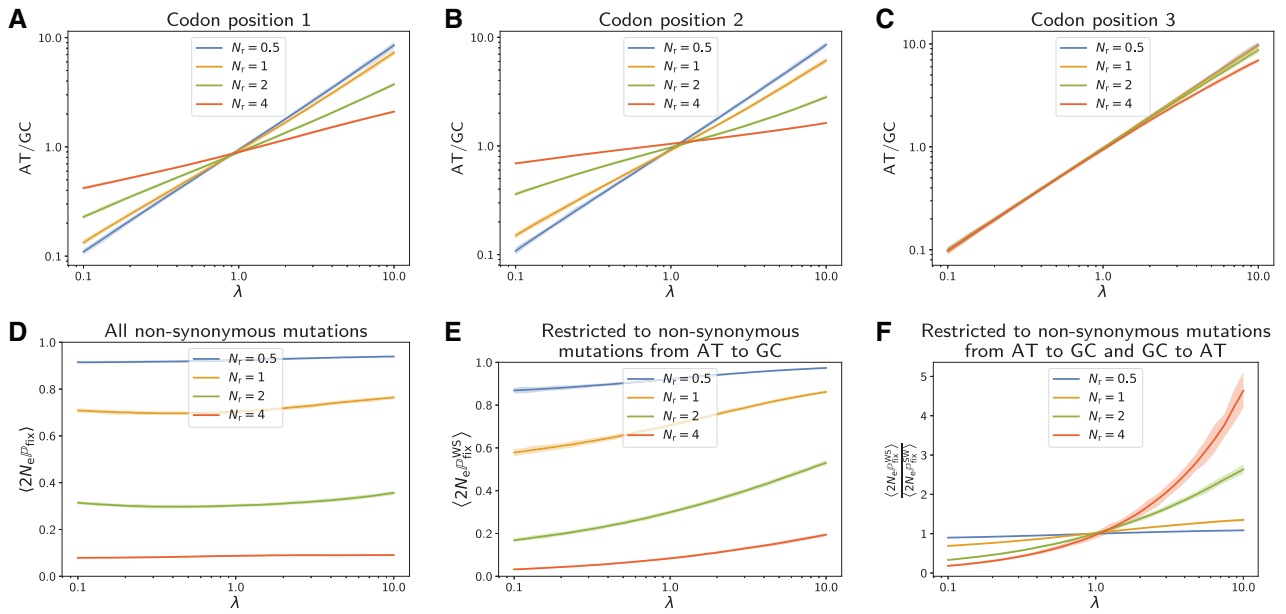 A
Codon position 1
AT/GC
10.0
1.0
0.1
N_r = 0.5
N_r = 1
N_r = 2
N_r = 4
0.1 1.0 10.0
λ
B
Codon position 2
AT/GC
10.0
1.0
0.1
N_r = 0.5
N_r = 1
N_r = 2
N_r = 4
0.1 1.0 10.0
λ
C
Codon position 3
AT/GC
10.0
1.0
0.1
N_r = 0.5
N_r = 1
N_r = 2
N_r = 4
0.1 1.0 10.0
λ
D
All non-synonymous mutations
⟨2N_e ℙ_fix⟩
1.0
0.8
0.6
0.4
0.2
0.0
N_r = 0.5
N_r = 1
N_r = 2
N_r = 4
0.1 1.0 10.0
λ
E
Restricted to non-synonymous
mutations from AT to GC
⟨2N_e ℙ_fix^WS⟩
1.0
0.8
0.6
0.4
0.2
0.0
N_r = 0.5
N_r = 1
N_r = 2
N_r = 4
0.1 1.0 10.0
λ
F
Restricted to non-synonymous mutations
from AT to GC and GC to AT
⟨2N_e ℙ_fix^WS⟩
⟨2N_e ℙ_fix^SW⟩
5
4
3
2
1
0
N_r = 0.5
N_r = 1
N_r = 2
N_r = 4
0.1 1.0 10.0
λ